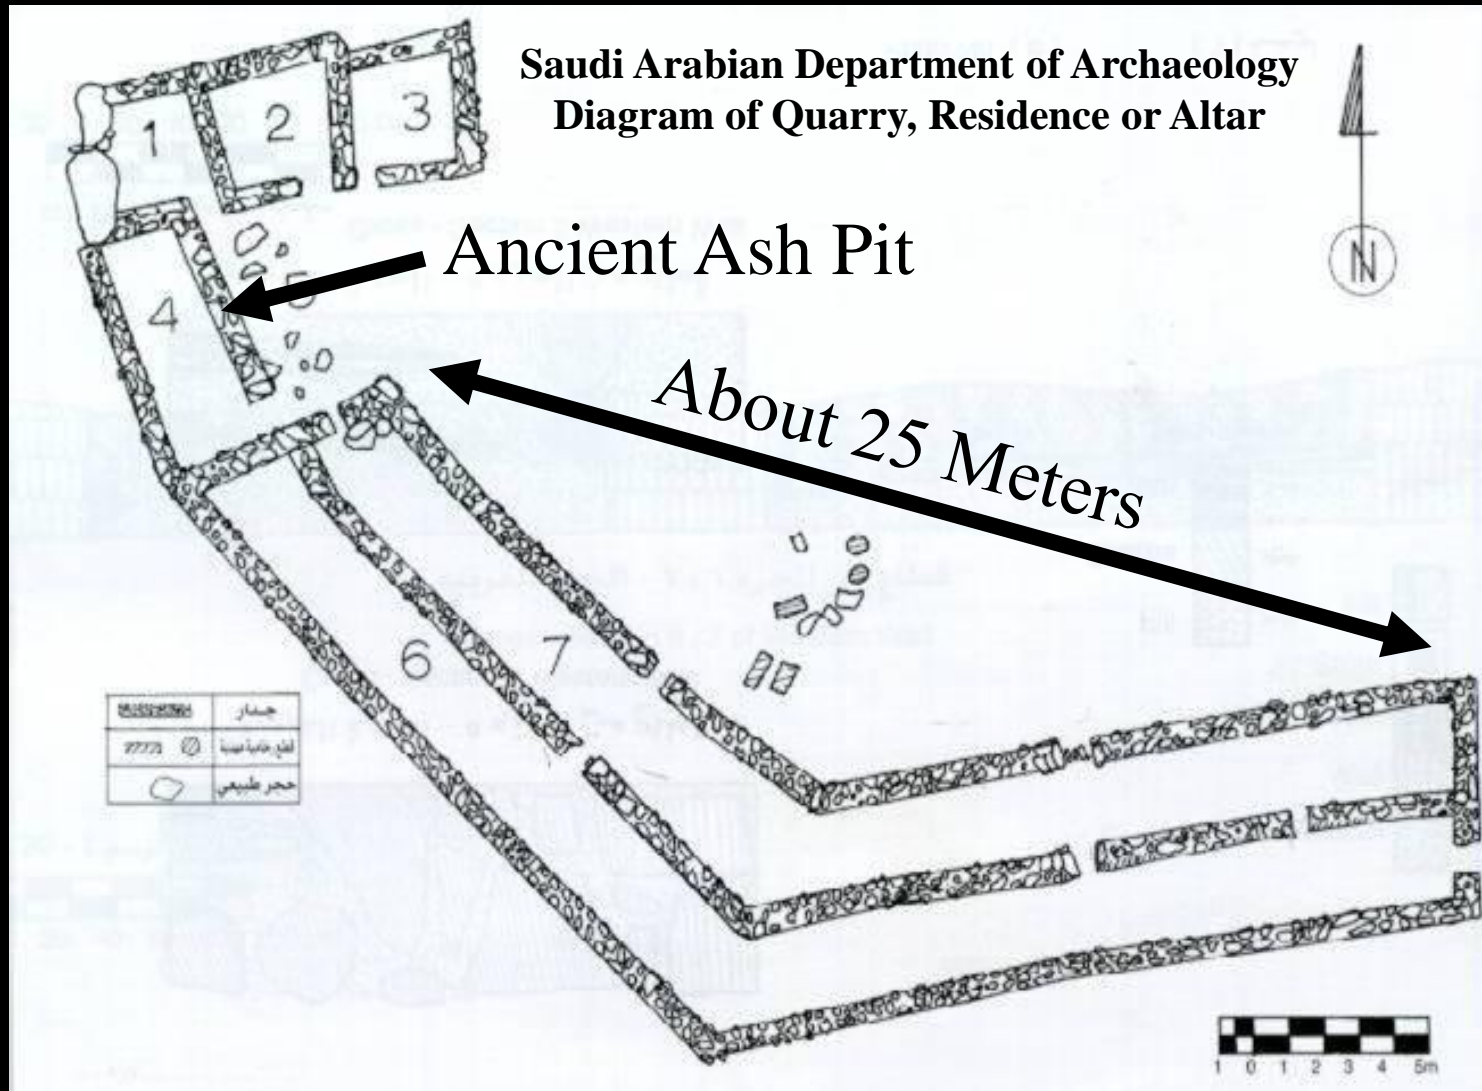 Saudi Arabian Department of Archaeology
Diagram of Quarry, Residence or Altar
1
2
3
N
Ancient Ash Pit
4
5
About 25 Meters
6
7
جدار
حجر طبيعي
1 0 1 2 3 4 5m